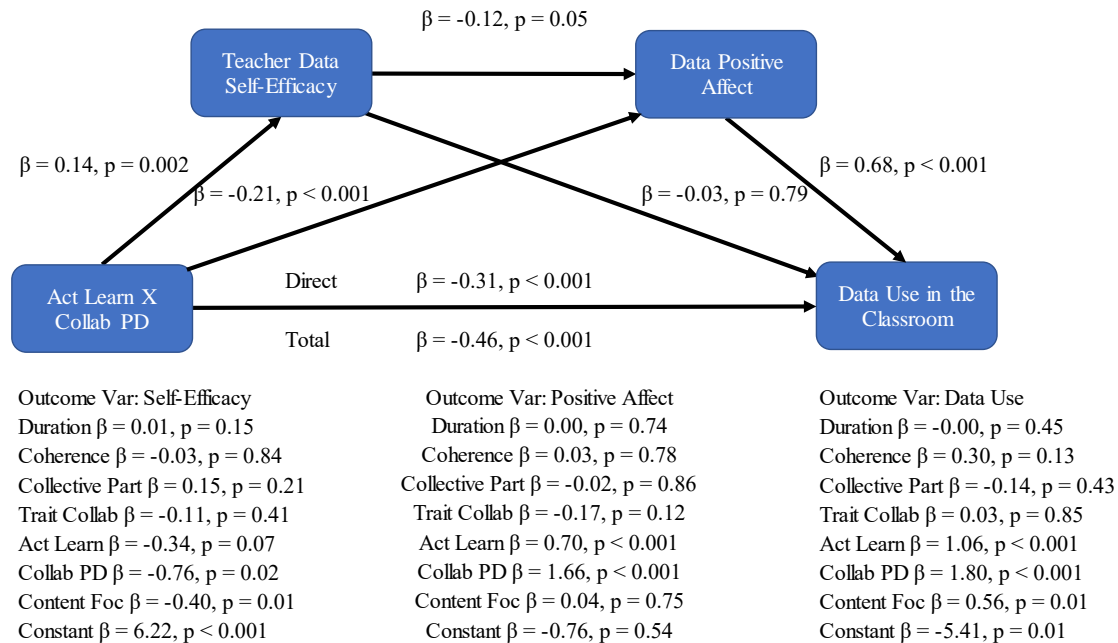 β = -0.12, p = 0.05
Teacher Data
Self-Efficacy
Data Positive
Affect
β = 0.14, p = 0.002
β = -0.21, p < 0.001
β = -0.03, p = 0.79
β = 0.68, p < 0.001
Act Learn X
Collab PD
Direct
β = -0.31, p < 0.001
Total
β = -0.46, p < 0.001
Data Use in the
Classroom
Outcome Var: Self-Efficacy
Duration β = 0.01, p = 0.15
Coherence β = -0.03, p = 0.84
Collective Part β = 0.15, p = 0.21
Trait Collab β = -0.11, p = 0.41
Act Learn β = -0.34, p = 0.07
Collab PD β = -0.76, p = 0.02
Content Foc β = -0.40, p = 0.01
Constant β = 6.22, p < 0.001
Outcome Var: Positive Affect
Duration β = 0.00, p = 0.74
Coherence β = 0.03, p = 0.78
Collective Part β = -0.02, p = 0.86
Trait Collab β = -0.17, p = 0.12
Act Learn β = 0.70, p < 0.001
Collab PD β = 1.66, p < 0.001
Content Foc β = 0.04, p = 0.75
Constant β = -0.76, p = 0.54
Outcome Var: Data Use
Duration β = -0.00, p = 0.45
Coherence β = 0.30, p = 0.13
Collective Part β = -0.14, p = 0.43
Trait Collab β = 0.03, p = 0.85
Act Learn β = 1.06, p < 0.001
Collab PD β = 1.80, p < 0.001
Content Foc β = 0.56, p = 0.01
Constant β = -5.41, p = 0.01